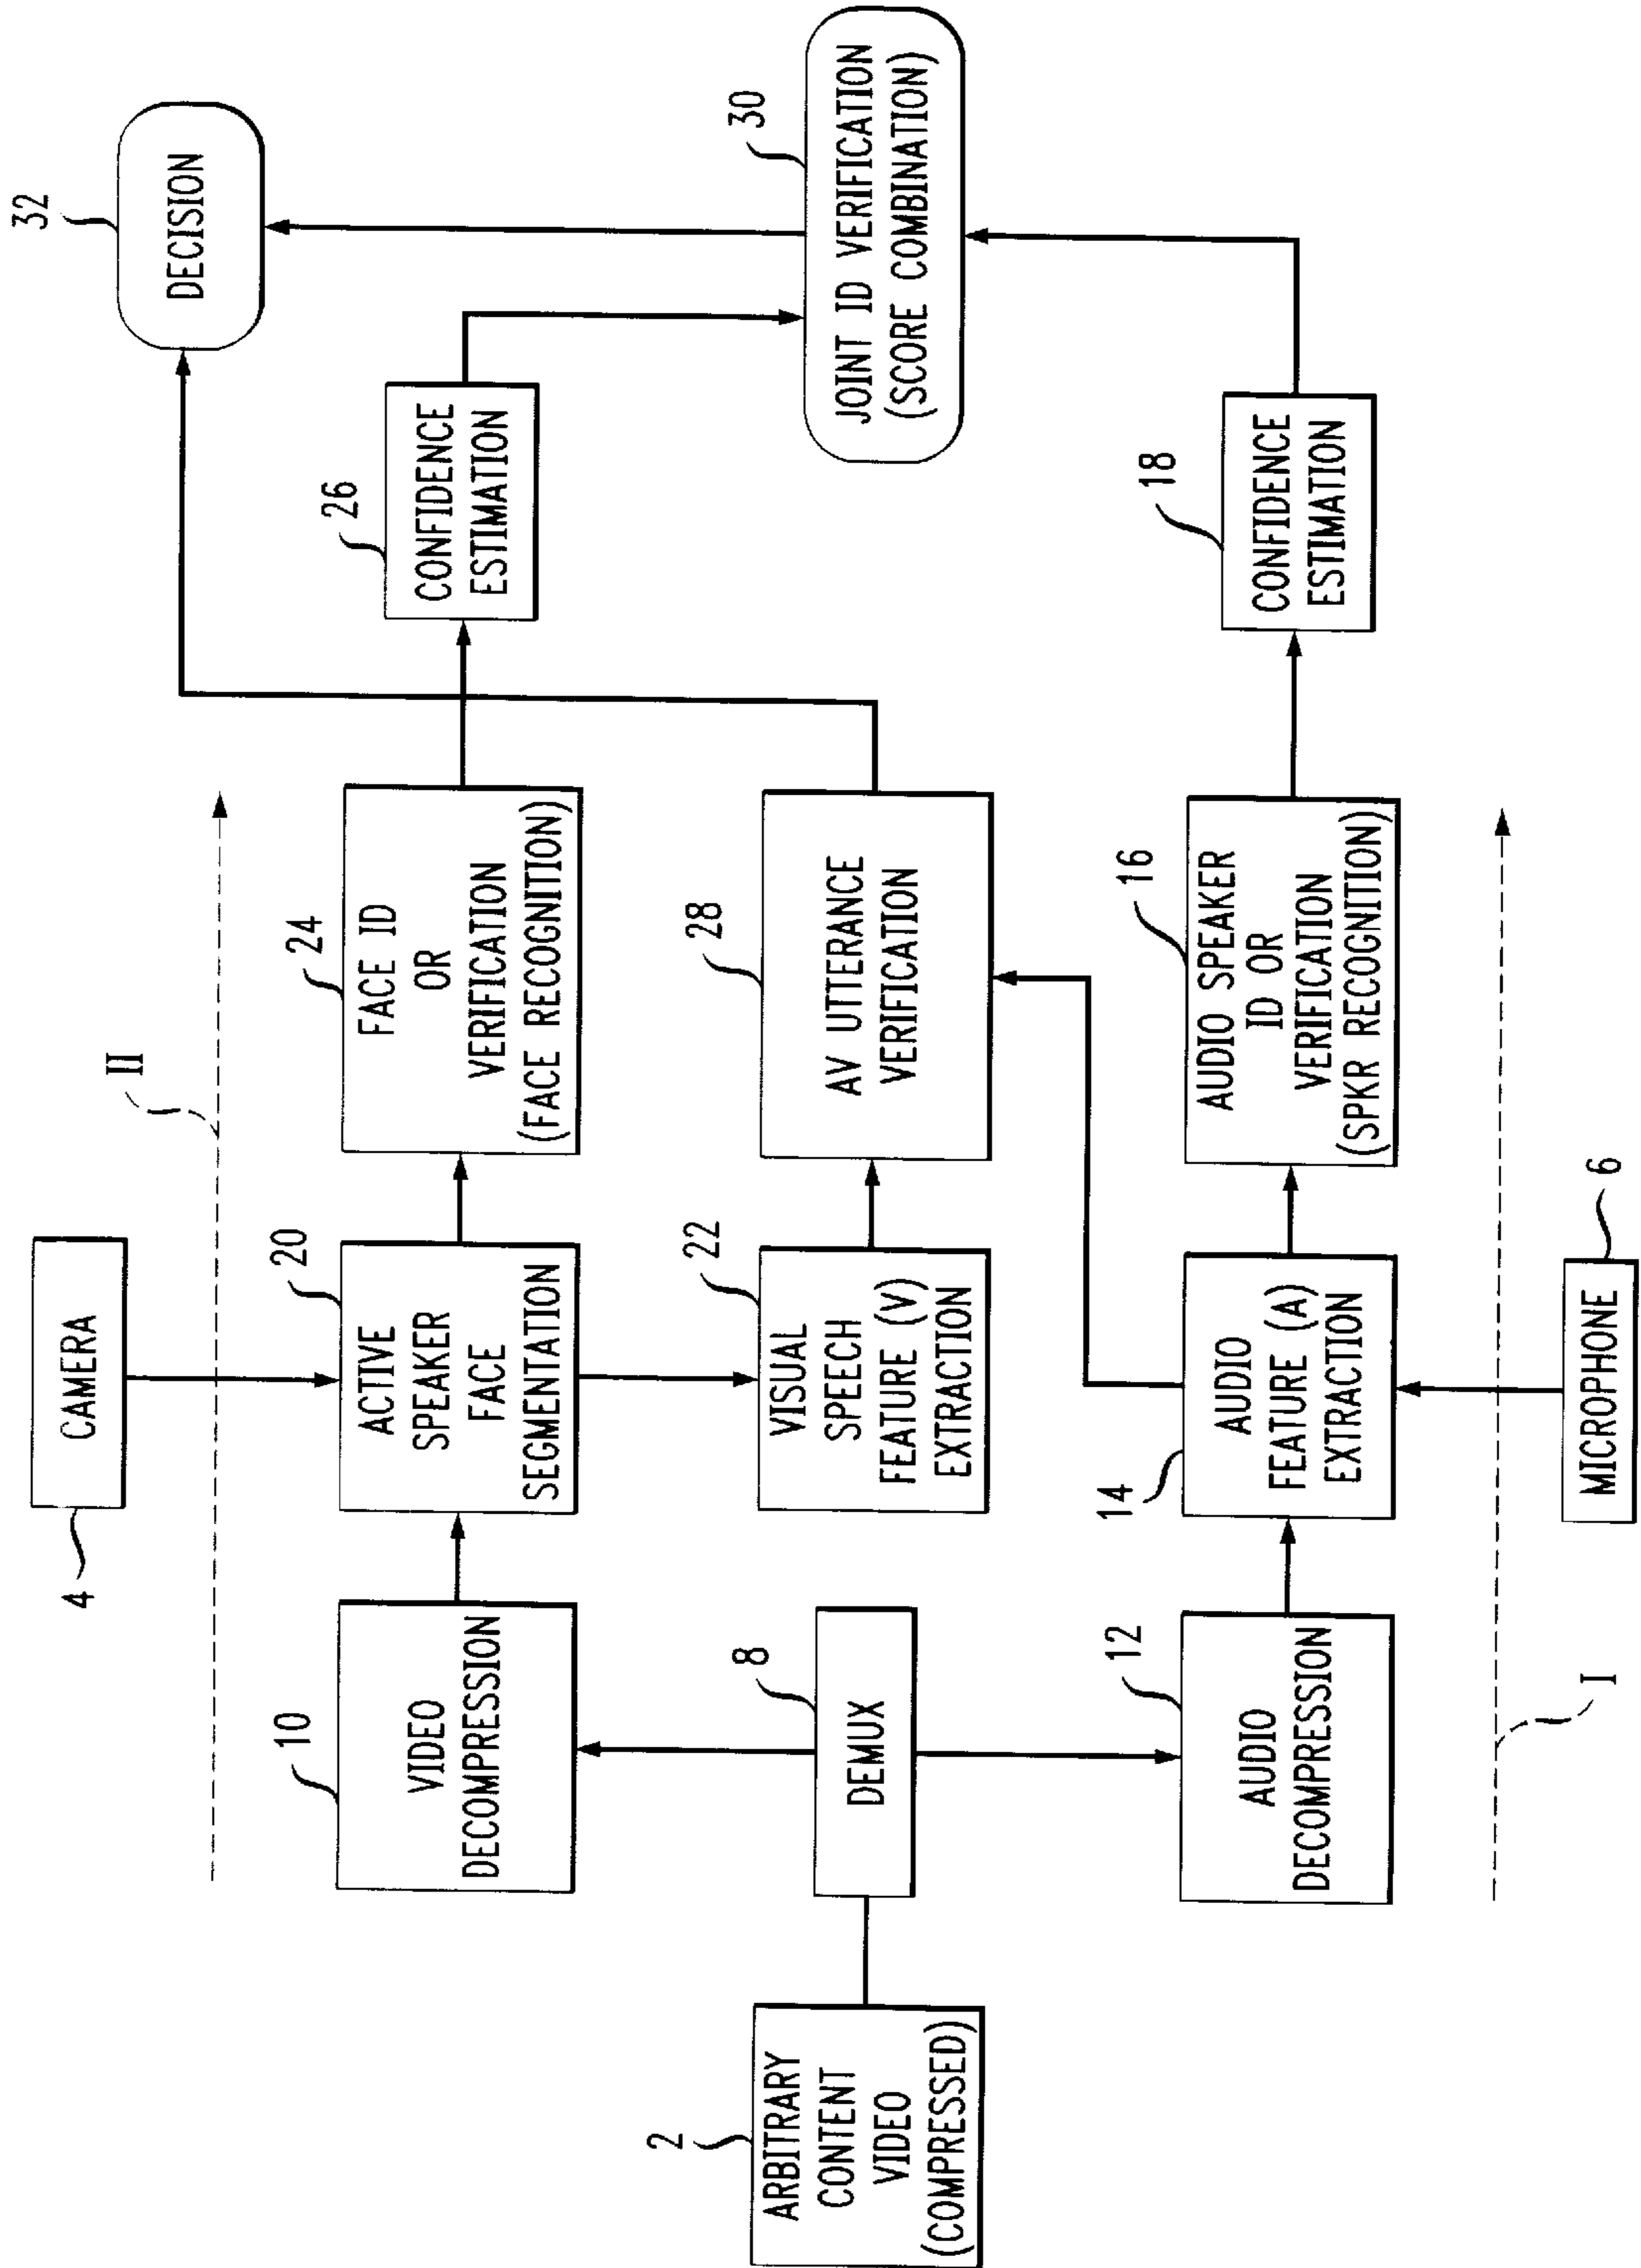 ARBITRARY
CONTENT
VIDEO
(COMPRESSED)
2
DEMUX
8
VIDEO
DECOMPRESSION
10
AUDIO
DECOMPRESSION
12
CAMERA
4
ACTIVE
SPEAKER
FACE
SEGMENTATION
20
VISUAL
SPEECH
FEATURE (V)
EXTRACTION
22
AUDIO
FEATURE (A)
EXTRACTION
14
MICROPHONE
6
II
I
FACE ID
OR
VERIFICATION
(FACE RECOGNITION)
24
AV UTTERANCE
VERIFICATION
28
AUDIO SPEAKER
ID OR
VERIFICATION
(SPKR RECOGNITION)
16
CONFIDENCE
ESTIMATION
26
CONFIDENCE
ESTIMATION
18
DECISION
32
JOINT ID VERIFICATION
(SCORE COMBINATION)
30